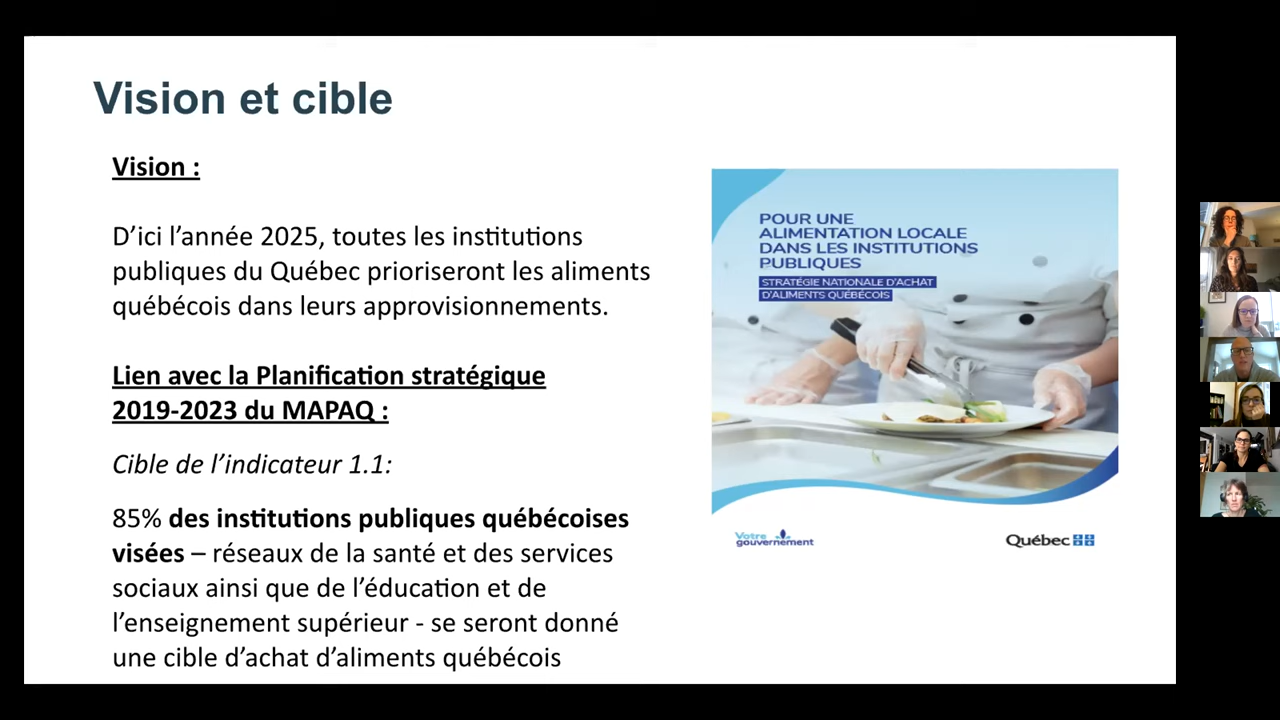 Vision et cible
Vision :
D’ici l’année 2025, toutes les institutions
publiques du Québec prioriseront les aliments
québécois dans leurs approvisionnements.
Lien avec la Planification stratégique
2019-2023 du MAPAQ :
Cible de l’indicateur 1.1:
85% des institutions publiques québécoises
visées – réseaux de la santé et des services
sociaux ainsi que de l’éducation et de
l’enseignement supérieur - se seront donné
une cible d’achat d’aliments québécois
POUR UNE
ALIMENTATION LOCALE
DANS LES INSTITUTIONS
PUBLIQUES
STRATÉGIE NATIONALE D’ACHAT
D’ALIMENTS QUÉBÉCOIS
Votre
gouvernement
Québec